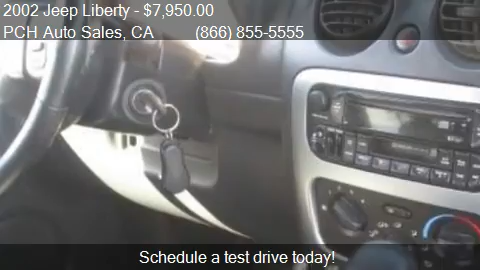 2002 Jeep Liberty - $7,950.00
PCH Auto Sales, CA (866) 855-5555
Schedule a test drive today!